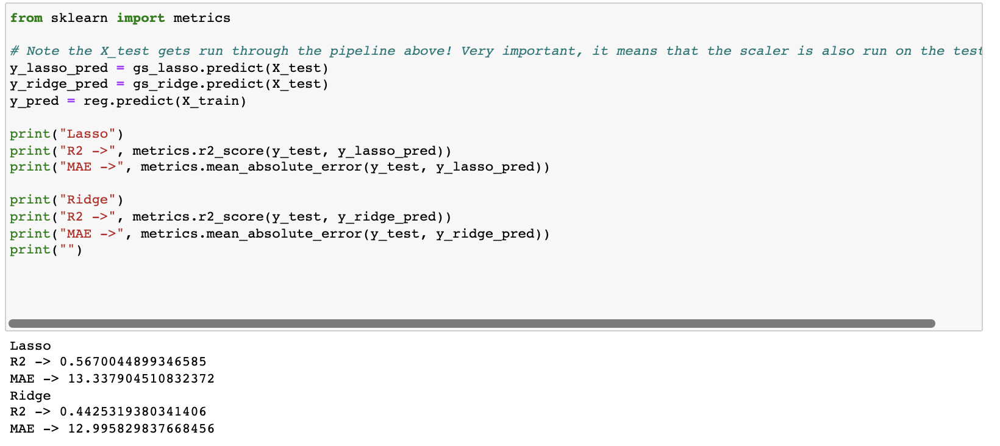 from sklearn import metrics
# Note the X_test gets run through the pipeline above! Very important, it means that the scaler is also run on the test
y_lasso_pred = gs_lasso.predict(X_test)
y_ridge_pred = gs_ridge.predict(X_test)
y_pred = reg.predict(X_train)
print("Lasso")
print("R2 ->", metrics.r2_score(y_test, y_lasso_pred))
print("MAE ->", metrics.mean_absolute_error(y_test, y_lasso_pred))
print("Ridge")
print("R2 ->", metrics.r2_score(y_test, y_ridge_pred))
print("MAE ->", metrics.mean_absolute_error(y_test, y_ridge_pred))
print("")
Lasso
R2 -> 0.5670044899346585
MAE -> 13.337904510832372
Ridge
R2 -> 0.4425319380341406
MAE -> 12.995829837668456